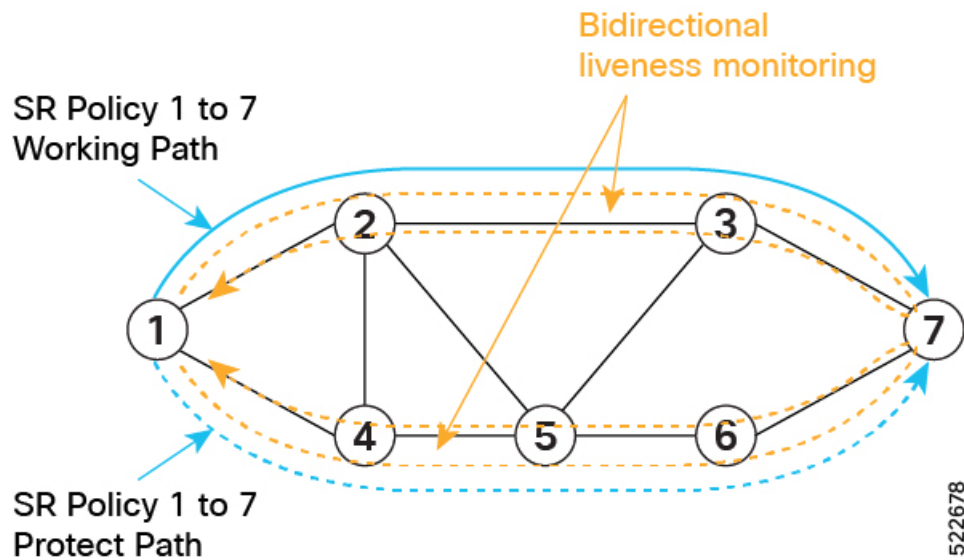 Bidirectional
liveness monitoring
SR Policy 1 to 7
Working Path
2
3
1
7
4
5
6
SR Policy 1 to 7
Protect Path
522678